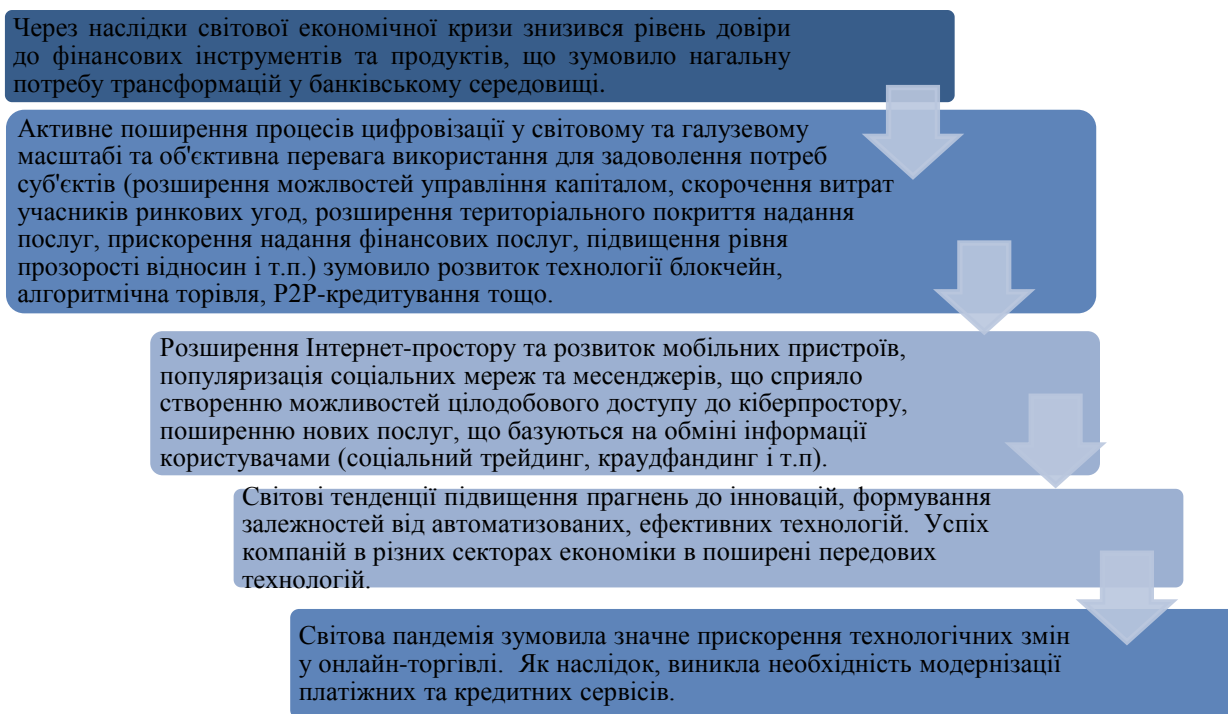 Через наслідки світової економічної кризи знизився рівень довіри
до фінансових інструментів та продуктів, що зумовило нагальну
потребу трансформацій у банківському середовищі.
Активне поширення процесів цифровізації у світовому та галузевому
масштабі та об'єктивна перевага використання для задоволення потреб
суб'єктів (розширення можлвостей управління капіталом, скорочення витрат
учасників ринкових угод, розширення територіального покриття надання
послуг, прискорення надання фінансових послуг, підвищення рівня
прозорості відносин і т.п.) зумовило розвиток технології блокчейн,
алгоритмічна торівля, P2P-кредитування тощо.
Розширення Інтернет-простору та розвиток мобільних пристроїв,
популяризація соціальних мереж та месенджерів, що сприяло
створенню можливостей цілодобового доступу до кіберпростору,
поширенню нових послуг, що базуються на обміні інформації
користувачами (соціальний трейдинг, краудфандинг і т.п).
Світові тенденції підвищення прагнень до інновацій, формування
залежностей від автоматизованих, ефективних технологій. Успіх
компаній в різних секторах економіки в поширені передових
технологій.
Світова пандемія зумовила значне прискорення технологічних змін
у онлайн-торгівлі. Як наслідок, виникла необхідність модернізації
платіжних та кредитних сервісів.